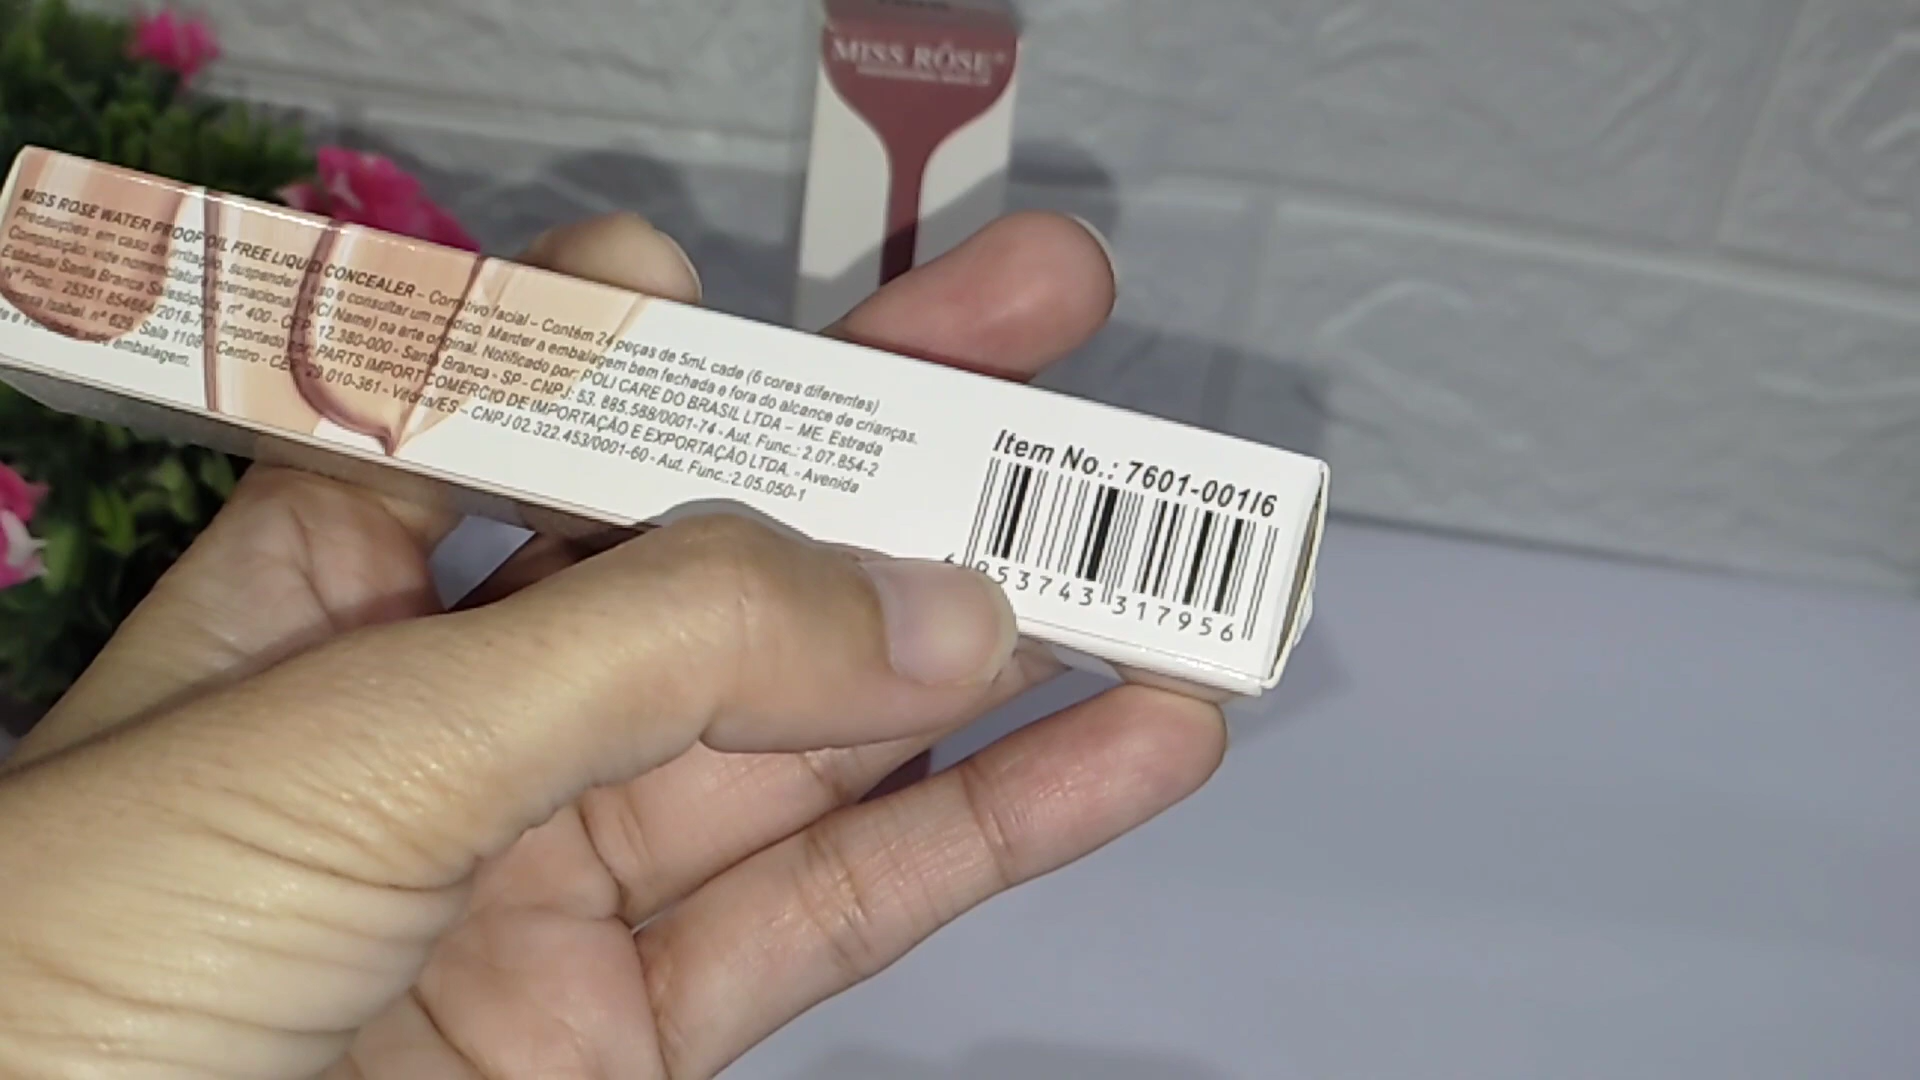 MISS RÔSE
MISS ROSE WATER PROOF OIL FREE LIQUID CONCEALER – Corretivo facial – Contém 24 peças de 5mL cada (6 cores diferentes)
Precauções: em caso de irritação, suspender o uso e consultar um médico. Manter a embalagem bem fechada e fora do alcance de crianças.
Composição: vide nomenclatura internacional (INCI Name) na arte original. Notificado por: POLI CARE DO BRASIL LTDA – ME. Estrada
Estadual Santa Branca Salesópolis, nº 400 - CEP: 12.380-000 - Santa Branca - SP - CNPJ: 53. 885.588/0001-74 - Aut. Func.: 2.07.854-2
Nº Proc. 25351 /2018-70 Importado por: PARTS IMPORT COMERCIO DE IMPORTAÇÃO E EXPORTAÇÃO LTDA. - Avenida
Isabel, nº 629, Sala 1108 - Centro - CEP: 29.010-361 - Vitória/ES – CNPJ 02.322.453/0001-60 - Aut. Func.:2.05.050-1
embalagem.
Item No.: 7601-001/6
953743 317956